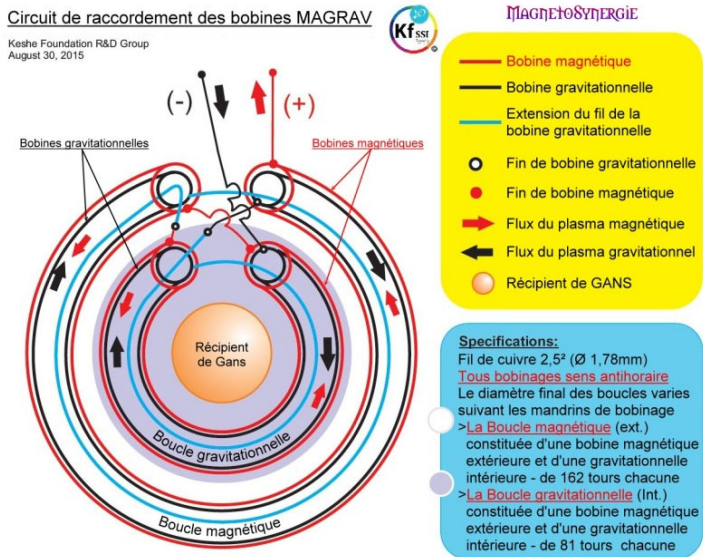 Circuit de raccordement des bobines MAGRAV
Keshe Foundation R&D Group
August 30, 2015
Kf SSI
MAGNETOSYNERGIE
Bobine magnétique
Bobine gravitationnelle
Extension du fil de la
bobine gravitationnelle
Fin de bobine gravitationnelle
Fin de bobine magnétique
Flux du plasma magnétique
Flux du plasma gravitationnel
Récipient de GANS
(-)
(+)
Bobines gravitationnelles
Bobines magnétiques
Récipient
de Gans
Boucle gravitationnelle
Boucle magnétique
Specifications:
Fil de cuivre 2,5² (Ø 1,78mm)
Tous bobinages sens antihoraire
Le diamètre final des boucles varies
suivant les mandrins de bobinage
>La Boucle magnétique (ext.)
constituée d'une bobine magnétique
extérieure et d'une gravitationnelle
intérieure - de 162 tours chacune
>La Boucle gravitationnelle (Int.)
constituée d'une bobine magnétique
extérieure et d'une gravitationnelle
intérieure - de 81 tours chacune